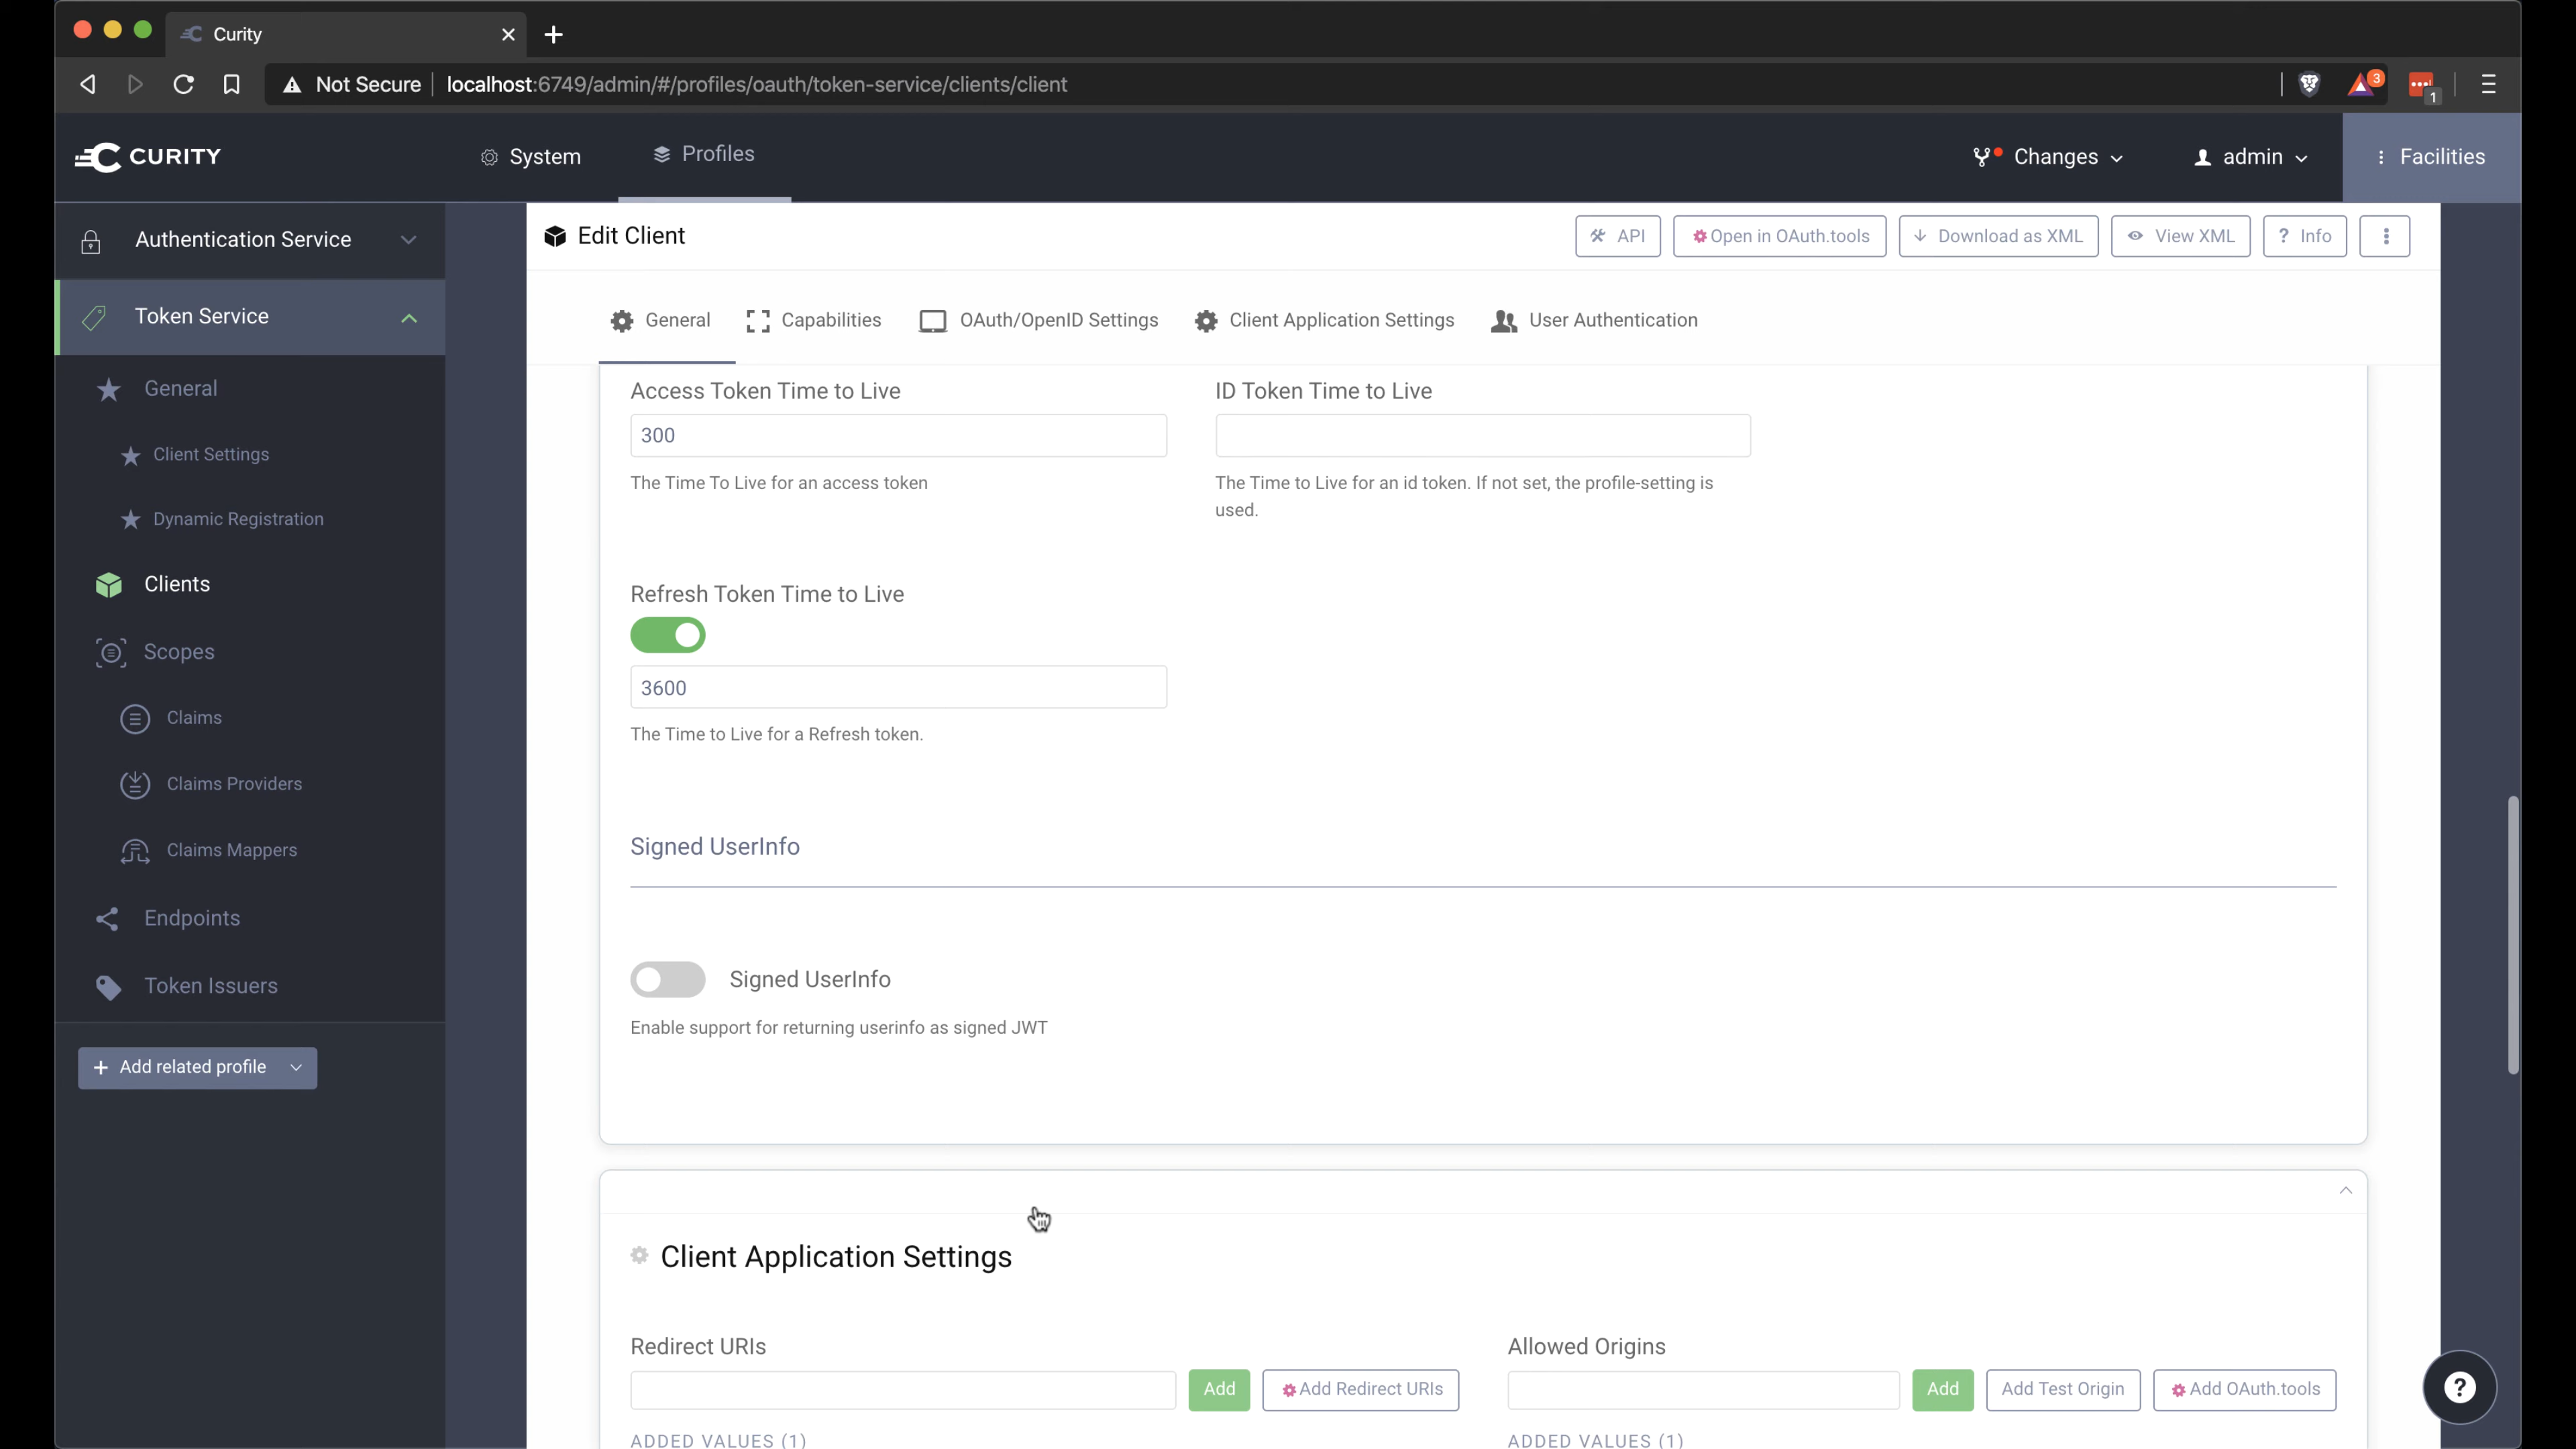 Curity
Not Secure
localhost:6749/admin/#/profiles/oauth/token-service/clients/client
3
1
CURITY
System
Profiles
Changes
admin
Facilities
Authentication Service
Token Service
General
Client Settings
Dynamic Registration
Clients
Scopes
Claims
Claims Providers
Claims Mappers
Endpoints
Token Issuers
+ Add related profile
Edit Client
API
Open in OAuth.tools
Download as XML
View XML
? Info
General
Capabilities
OAuth/OpenID Settings
Client Application Settings
User Authentication
Access Token Time to Live
300
The Time To Live for an access token
ID Token Time to Live
The Time to Live for an id token. If not set, the profile-setting is
used.
Refresh Token Time to Live
3600
The Time to Live for a Refresh token.
Signed UserInfo
Signed UserInfo
Enable support for returning userinfo as signed JWT
Client Application Settings
Redirect URIs
Add
Add Redirect URIs
ADDED VALUES (1)
Allowed Origins
Add
Add Test Origin
Add OAuth.tools
ADDED VALUES (1)
?